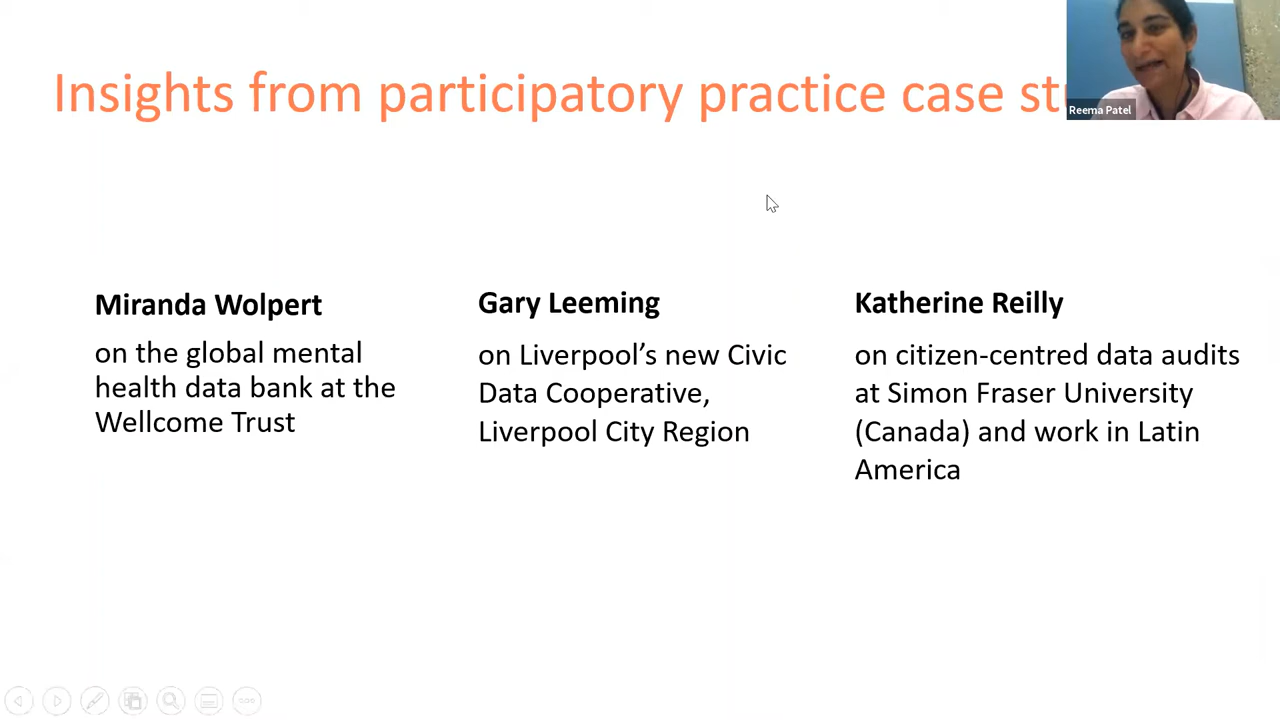 Insights from participatory practice case
Reema Patel
Miranda Wolpert
on the global mental
health data bank at the
Wellcome Trust
Gary Leeming
on Liverpool’s new Civic
Data Cooperative,
Liverpool City Region
Katherine Reilly
on citizen-centred data audits
at Simon Fraser University
(Canada) and work in Latin
America